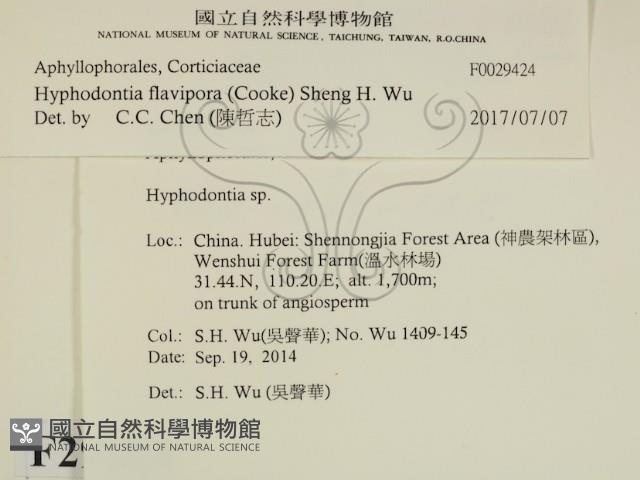 國立自然科學博物館
NATIONAL MUSEUM OF NATURAL SCIENCE, TAICHUNG, TAIWAN, R.O.CHINA
Aphyllophorales, Corticiaceae F0029424
Hyphodontia flavipora (Cooke) Sheng H. Wu
Det. by C.C. Chen (陳哲志) 2017/07/07
Hyphodontia sp.
Loc.: China. Hubei: Shennongjia Forest Area (神農架林區),
Wenshui Forest Farm(溫水林場)
31.44.N, 110.20.E; alt. 1,700m;
on trunk of angiosperm
Col.: S.H. Wu(吳聲華); No. Wu 1409-145
Date: Sep. 19, 2014
Det.: S.H. Wu (吳聲華)
國立自然科學博物館
NATIONAL MUSEUM OF NATURAL SCIENCE
F2